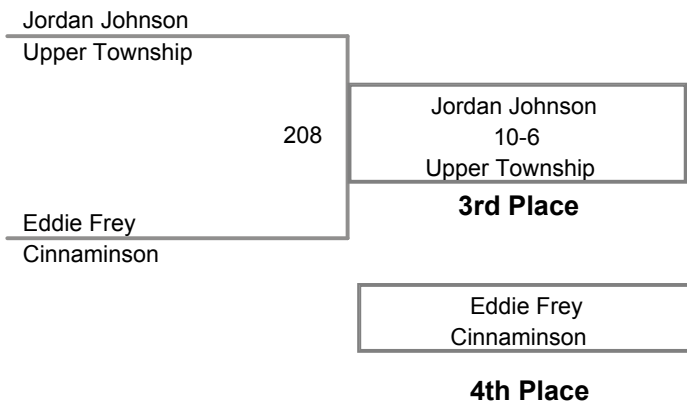 Jordan Johnson
Upper Township
208
Jordan Johnson
10-6
Upper Township
3rd Place
Eddie Frey
Cinnaminson
Eddie Frey
Cinnaminson
4th Place